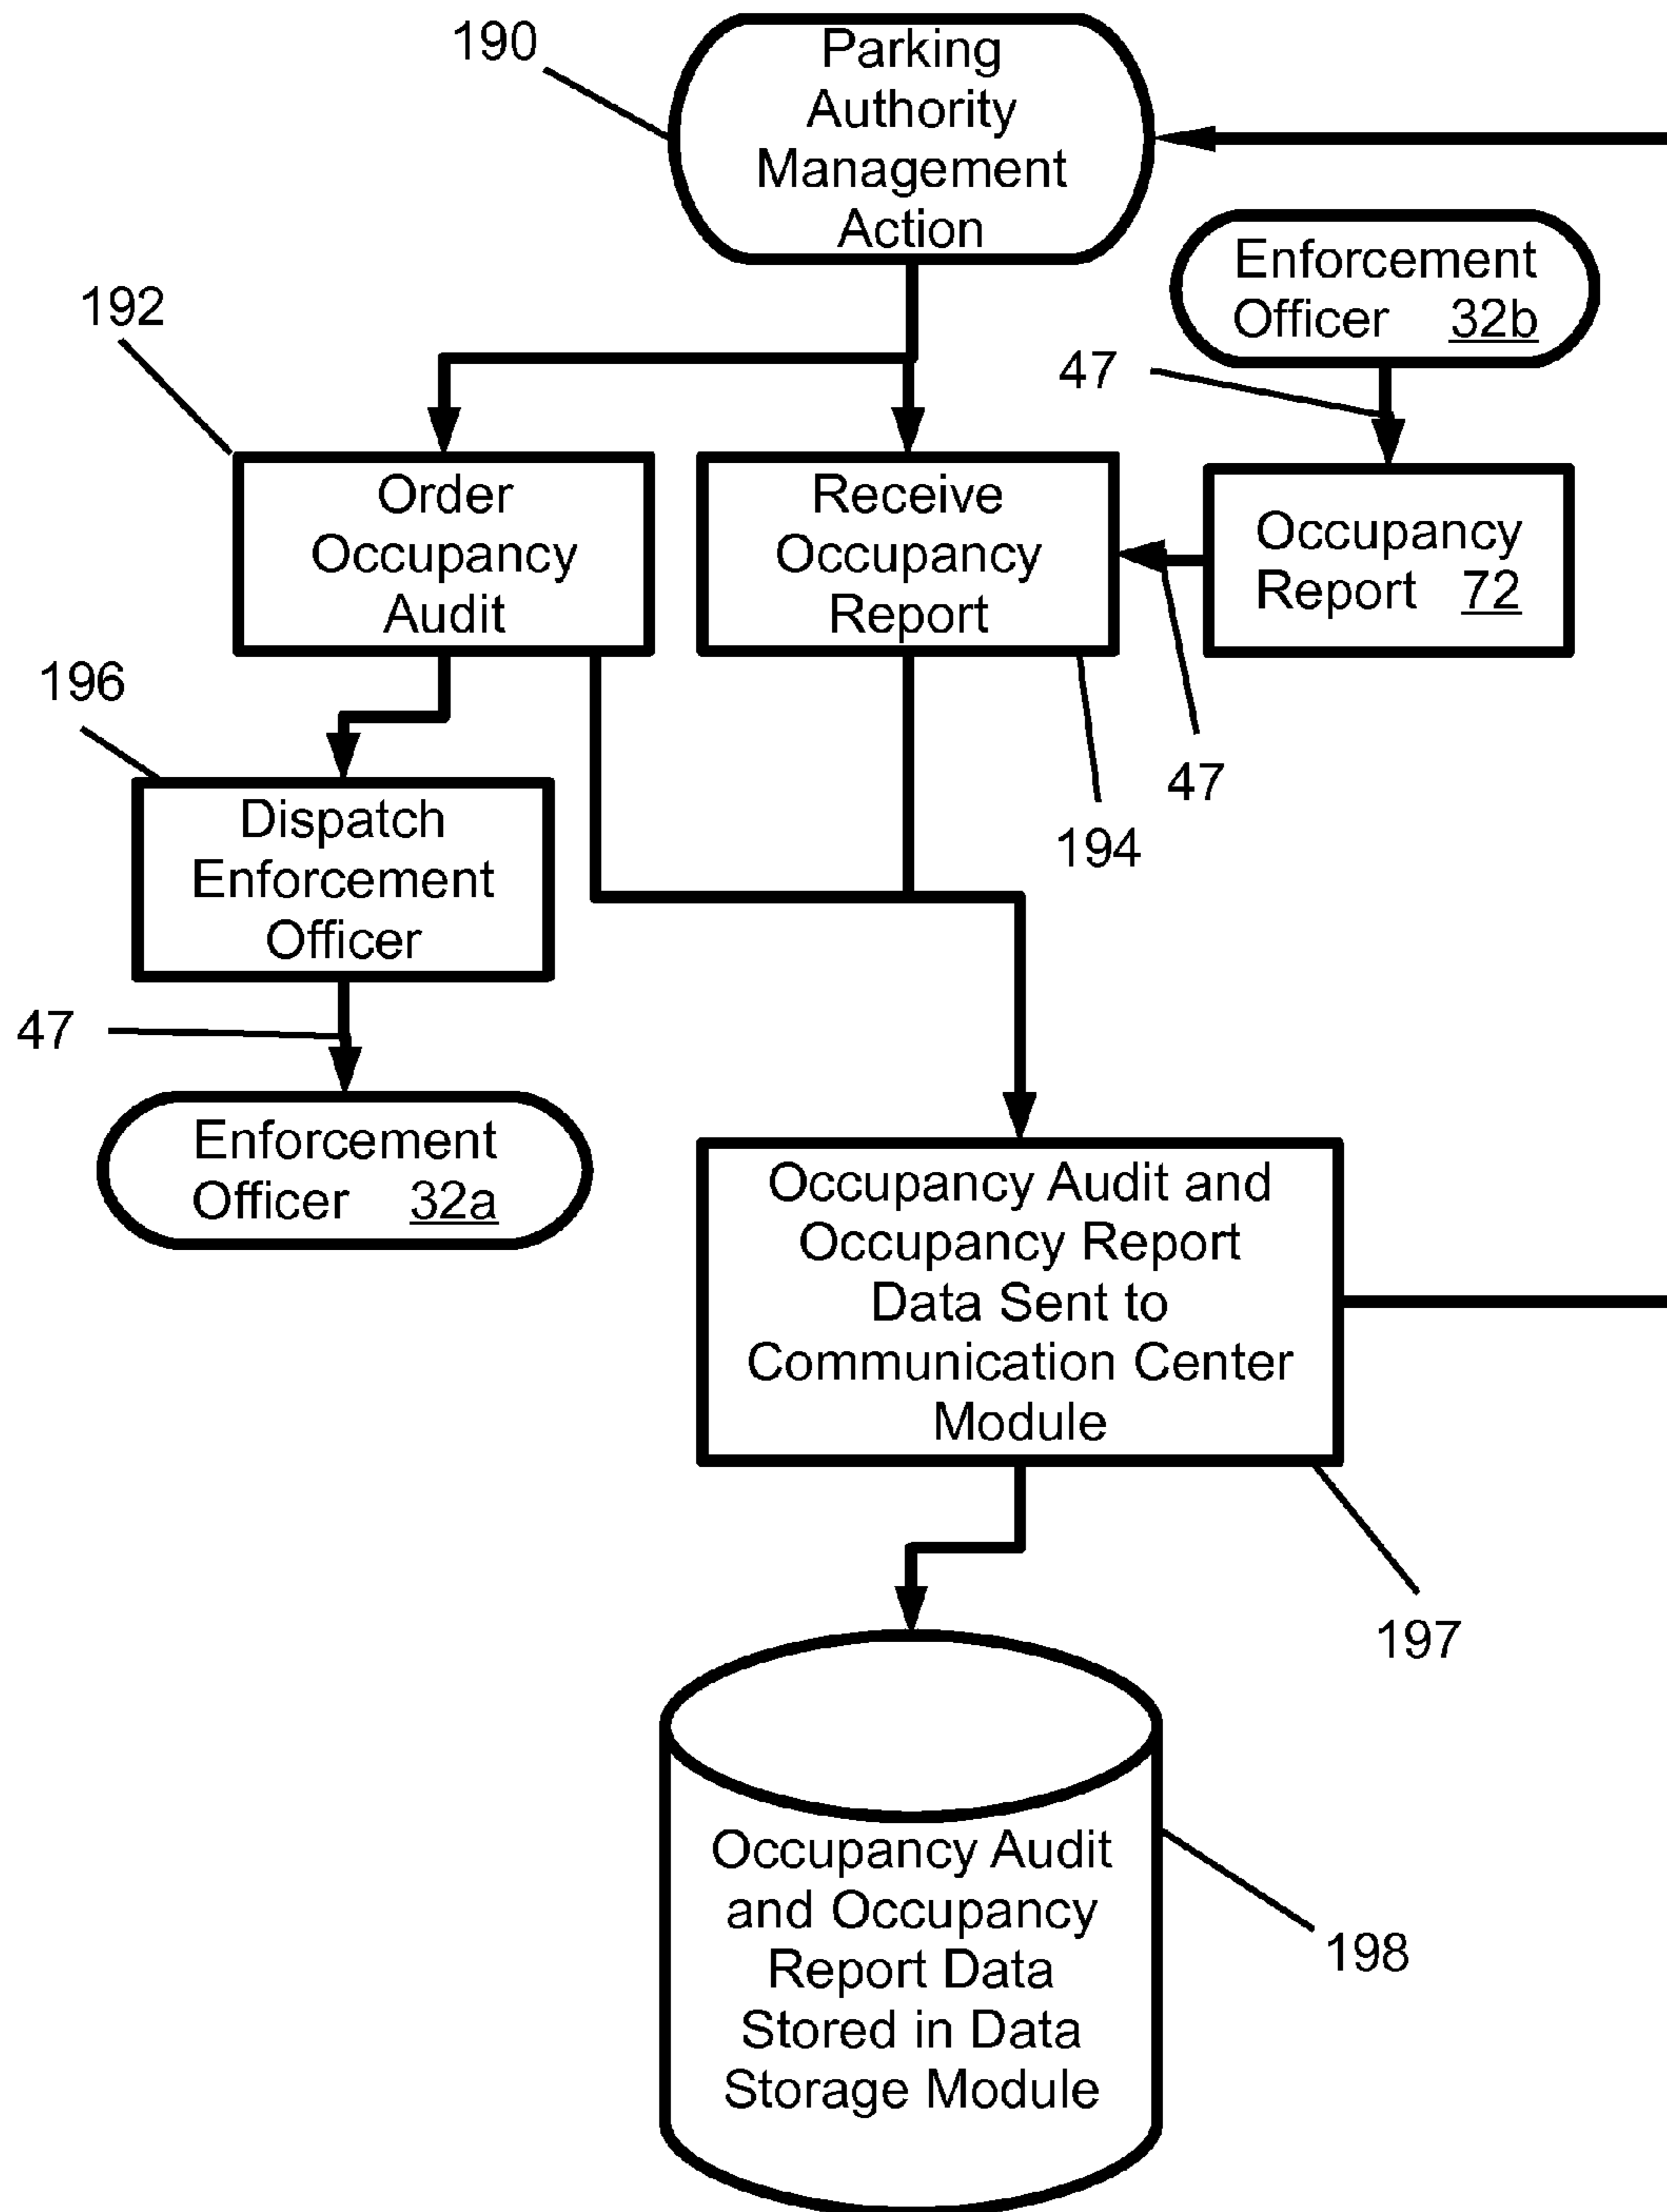 190
Parking
Authority
Management
Action
Enforcement
Officer 32b
192
47
Order
Occupancy
Audit
Receive
Occupancy
Report
Occupancy
Report 72
196
47
194
Dispatch
Enforcement
Officer
47
Enforcement
Officer 32a
Occupancy Audit and
Occupancy Report
Data Sent to
Communication Center
Module
197
Occupancy Audit
and Occupancy
Report Data
Stored in Data
Storage Module
198